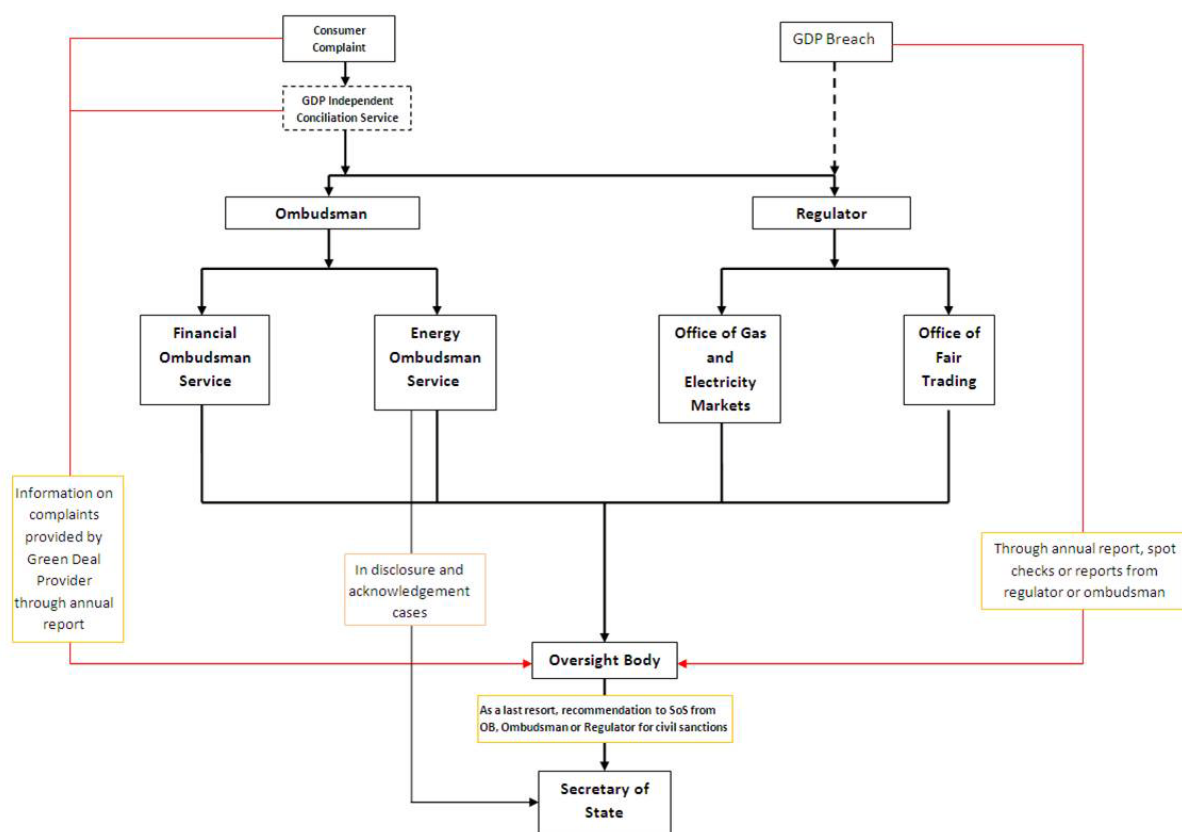 Consumer
Complaint
GDP Breach
GDP Independent
Conciliation Service
Ombudsman
Regulator
Financial
Ombudsman
Service
Energy
Ombudsman
Service
Office of Gas
and
Electricity
Markets
Office of
Fair
Trading
Information on
complaints
provided by
Green Deal
Provider
through annual
report
In disclosure and
acknowledgement
cases
Through annual report, spot
checks or reports from
regulator or ombudsman
Oversight Body
As a last resort, recommendation to SoS from
OB, Ombudsman or Regulator for civil sanctions
Secretary of
State